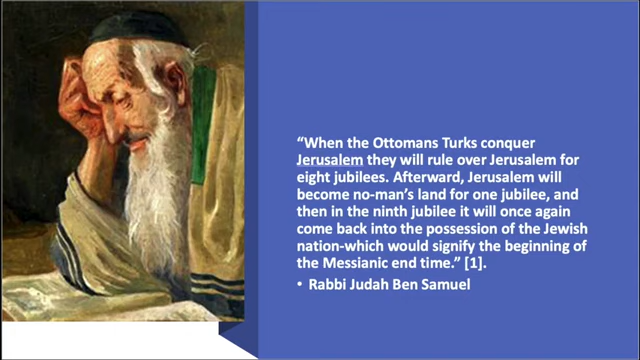 “When the Ottomans Turks conquer
Jerusalem they will rule over Jerusalem for
eight jubilees. Afterward, Jerusalem will
become no-man’s land for one jubilee, and
then in the ninth jubilee it will once again
come back into the possession of the Jewish
nation-which would signify the beginning of
the Messianic end time.” [1].
• Rabbi Judah Ben Samuel